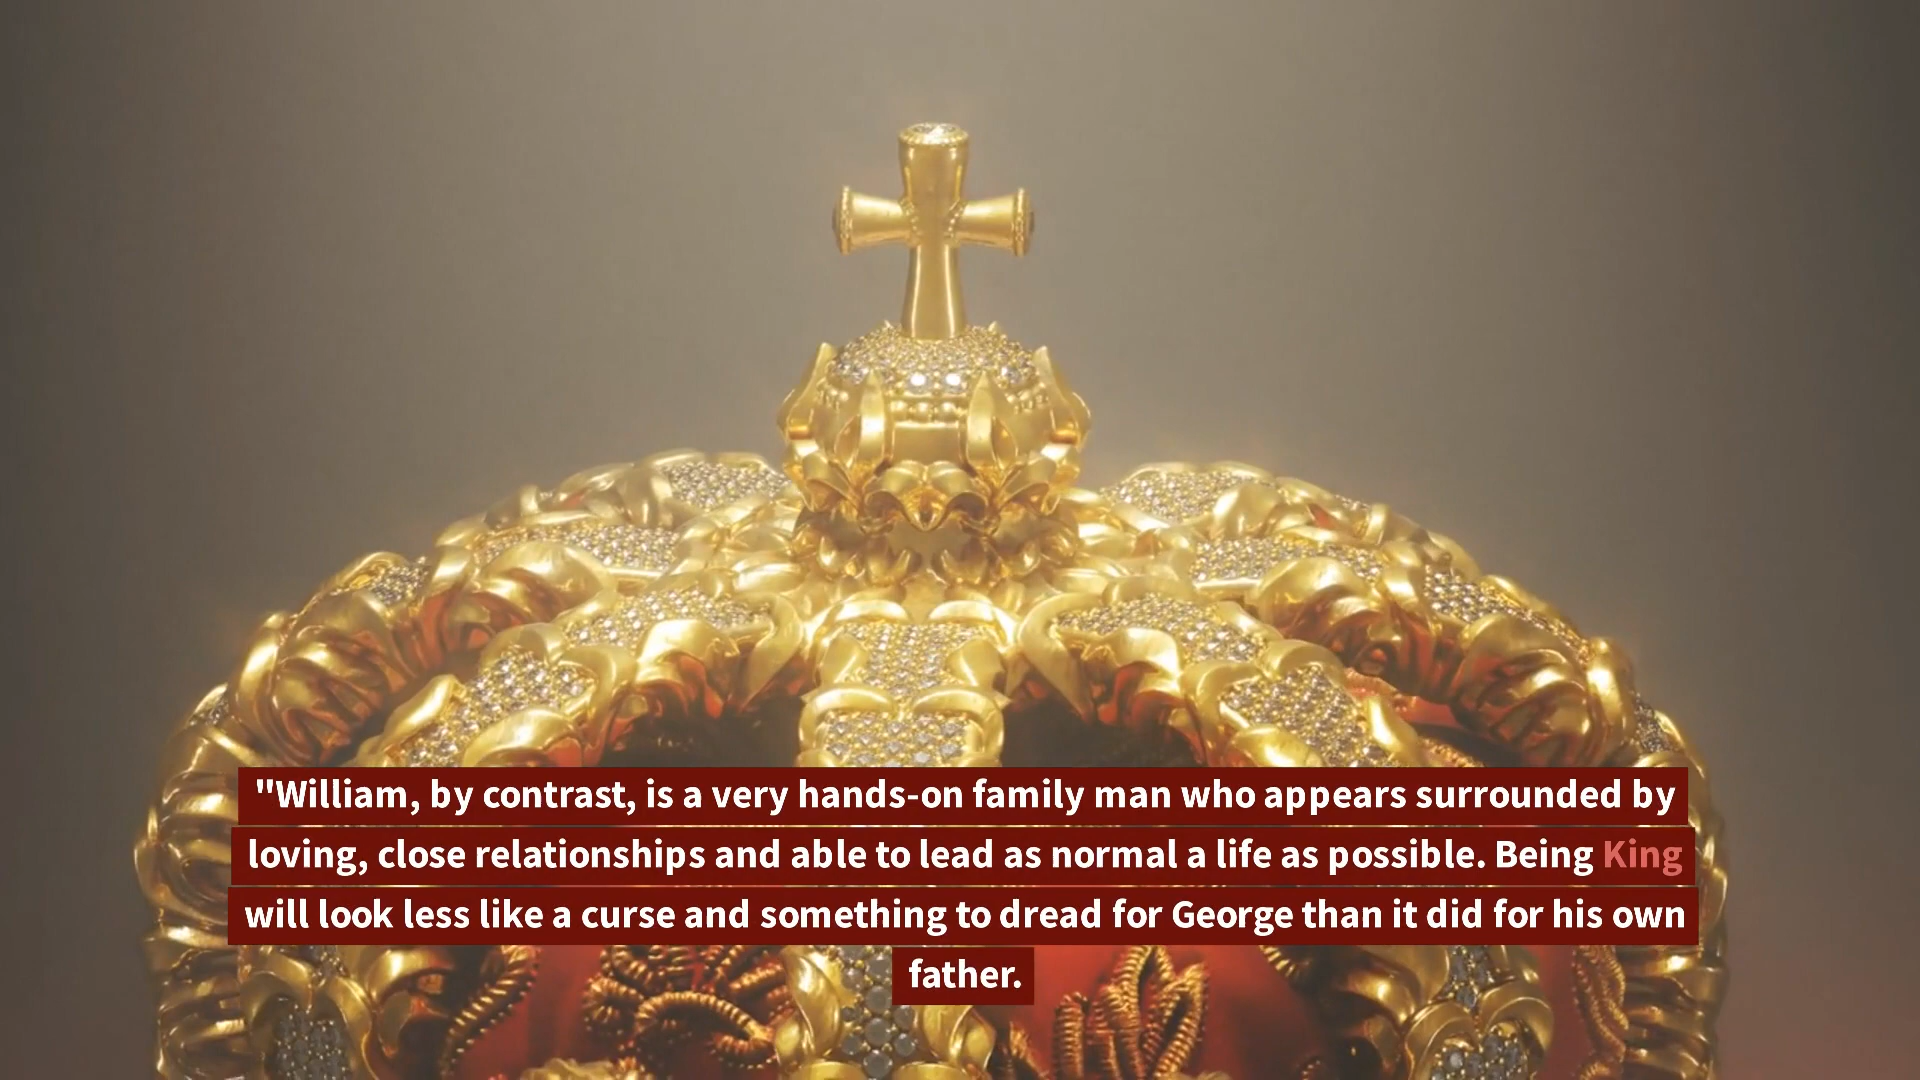 "William, by contrast, is a very hands-on family man who appears surrounded by
loving, close relationships and able to lead as normal a life as possible. Being King
will look less like a curse and something to dread for George than it did for his own
father.